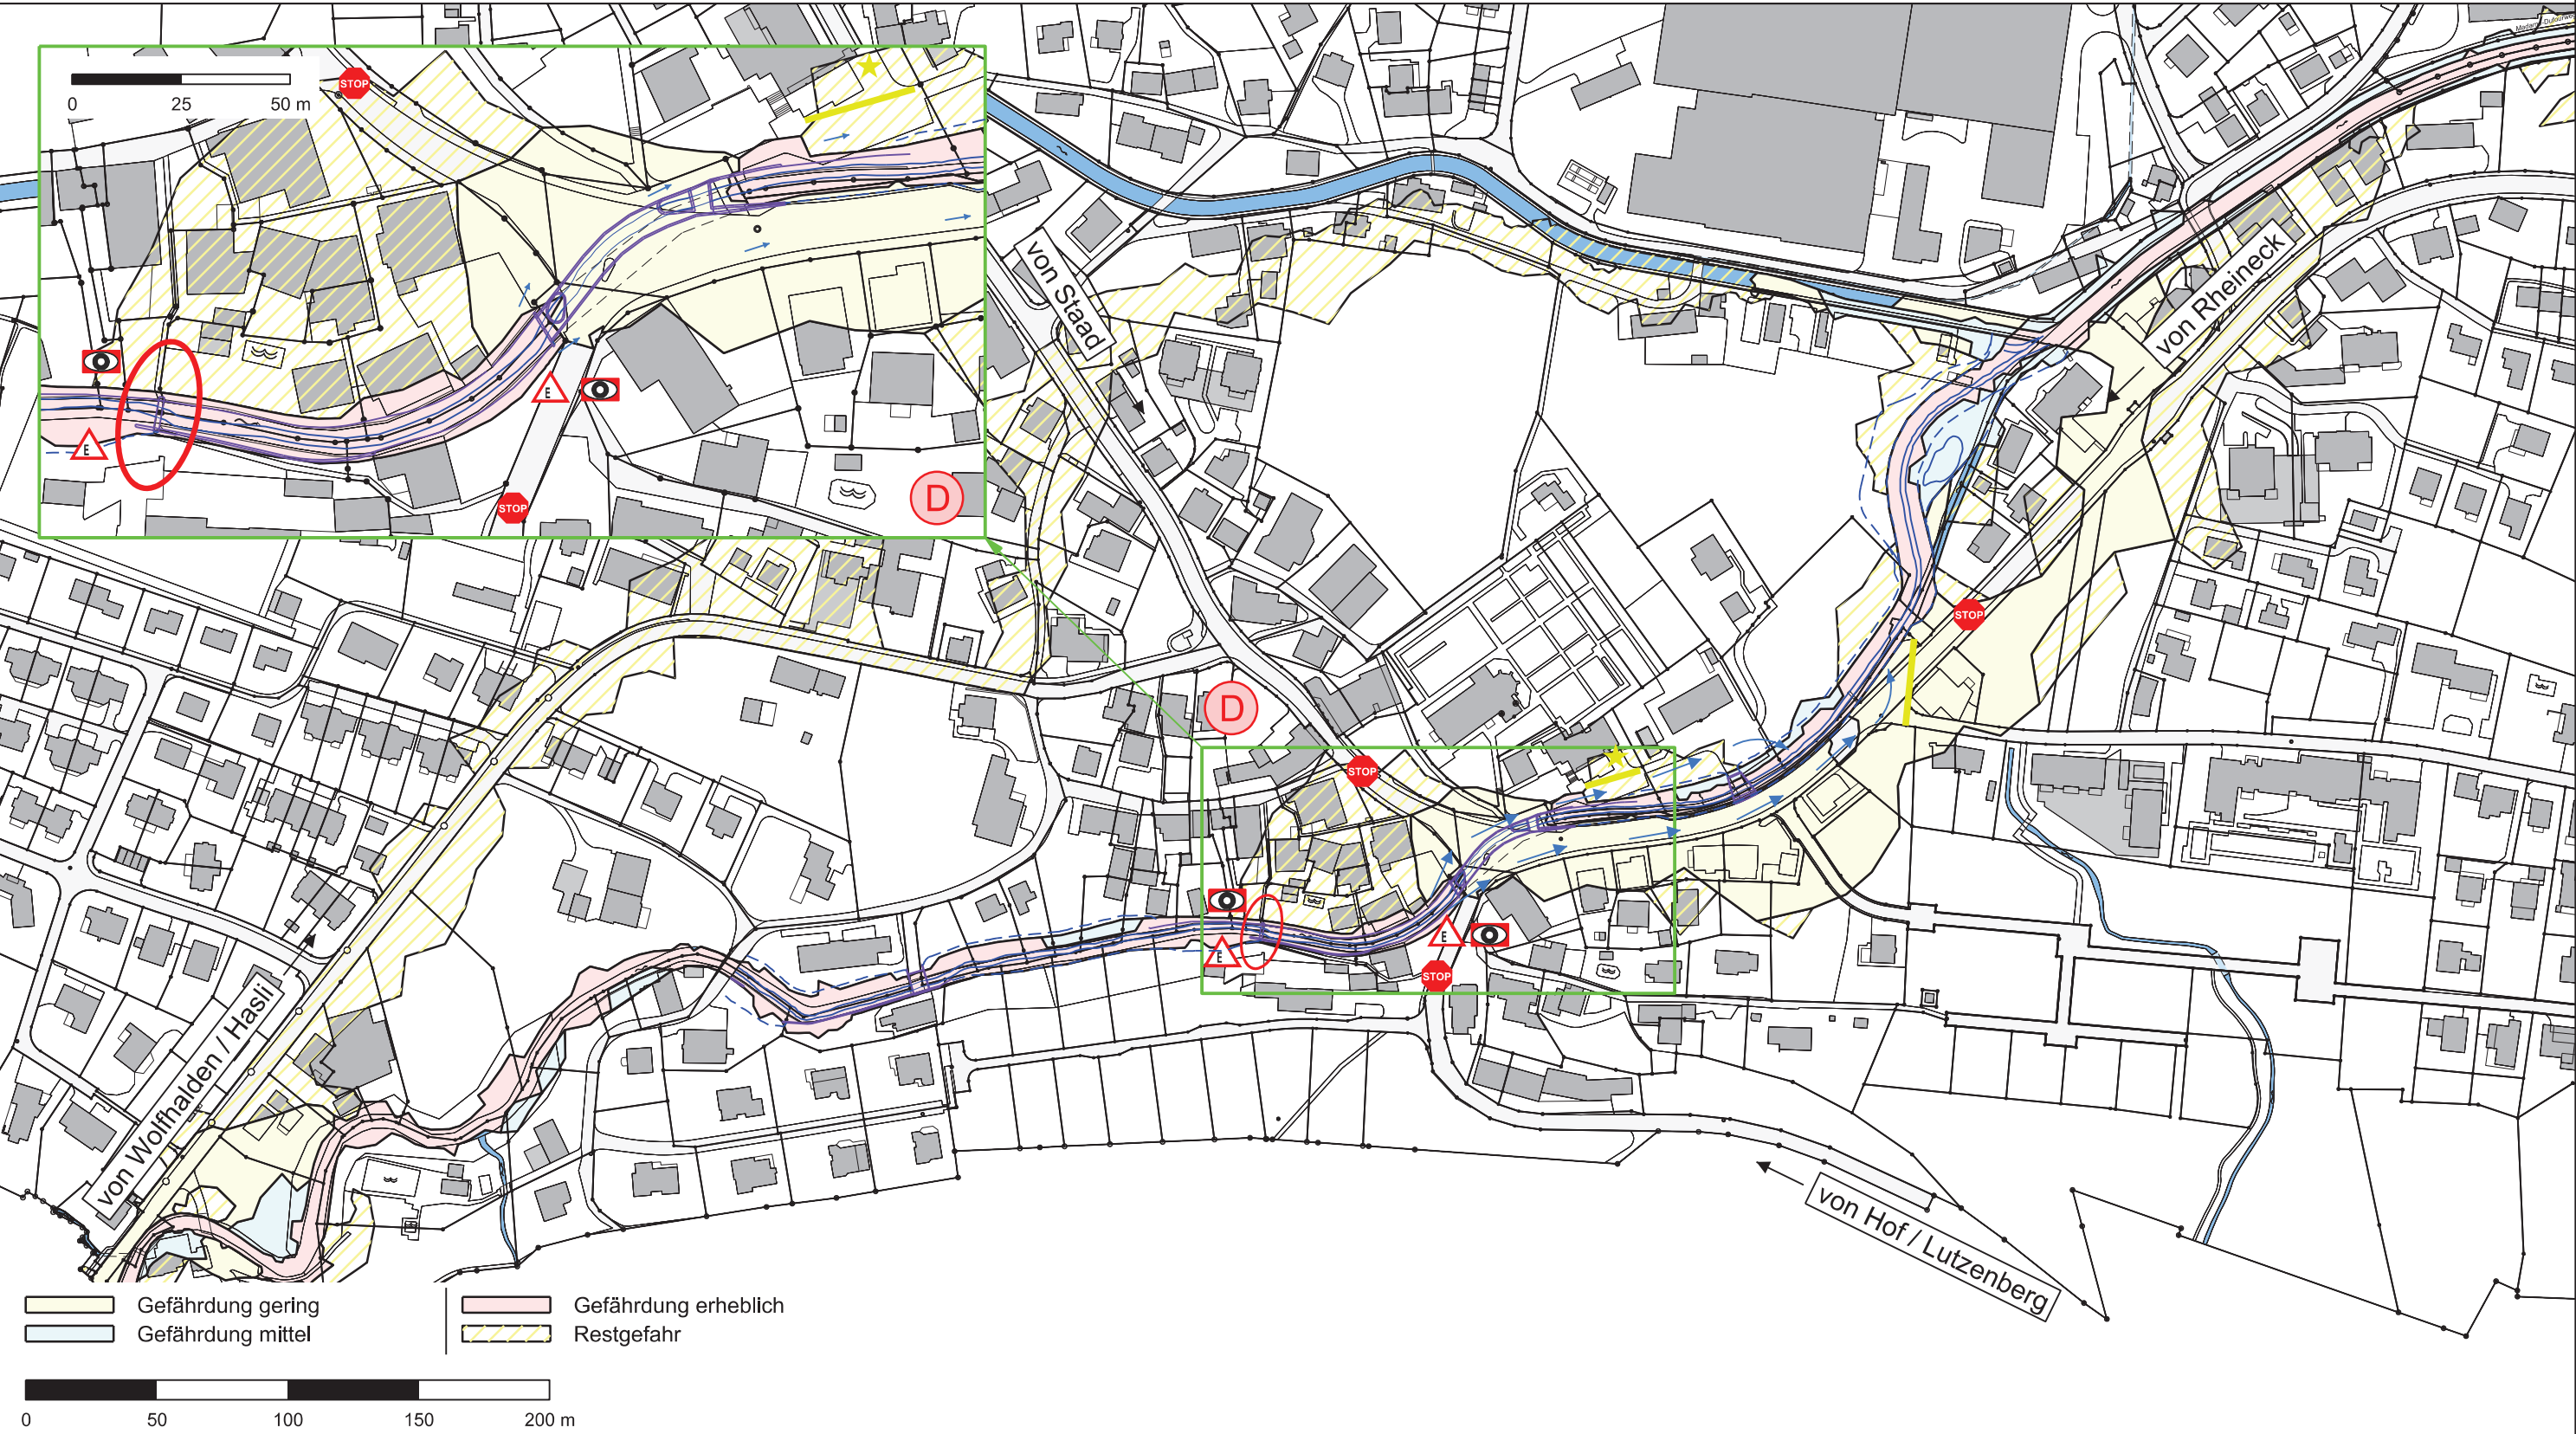 0 25 50 m
STOP
E
E
STOP
D
von Staad
von Rheineck
STOP
D
STOP
E
E
STOP
von Wolfhalden / Hasli
von Hof / Lutzenberg
Gefährdung gering
Gefährdung mittel
Gefährdung erheblich
Restgefahr
0 50 100 150 200 m